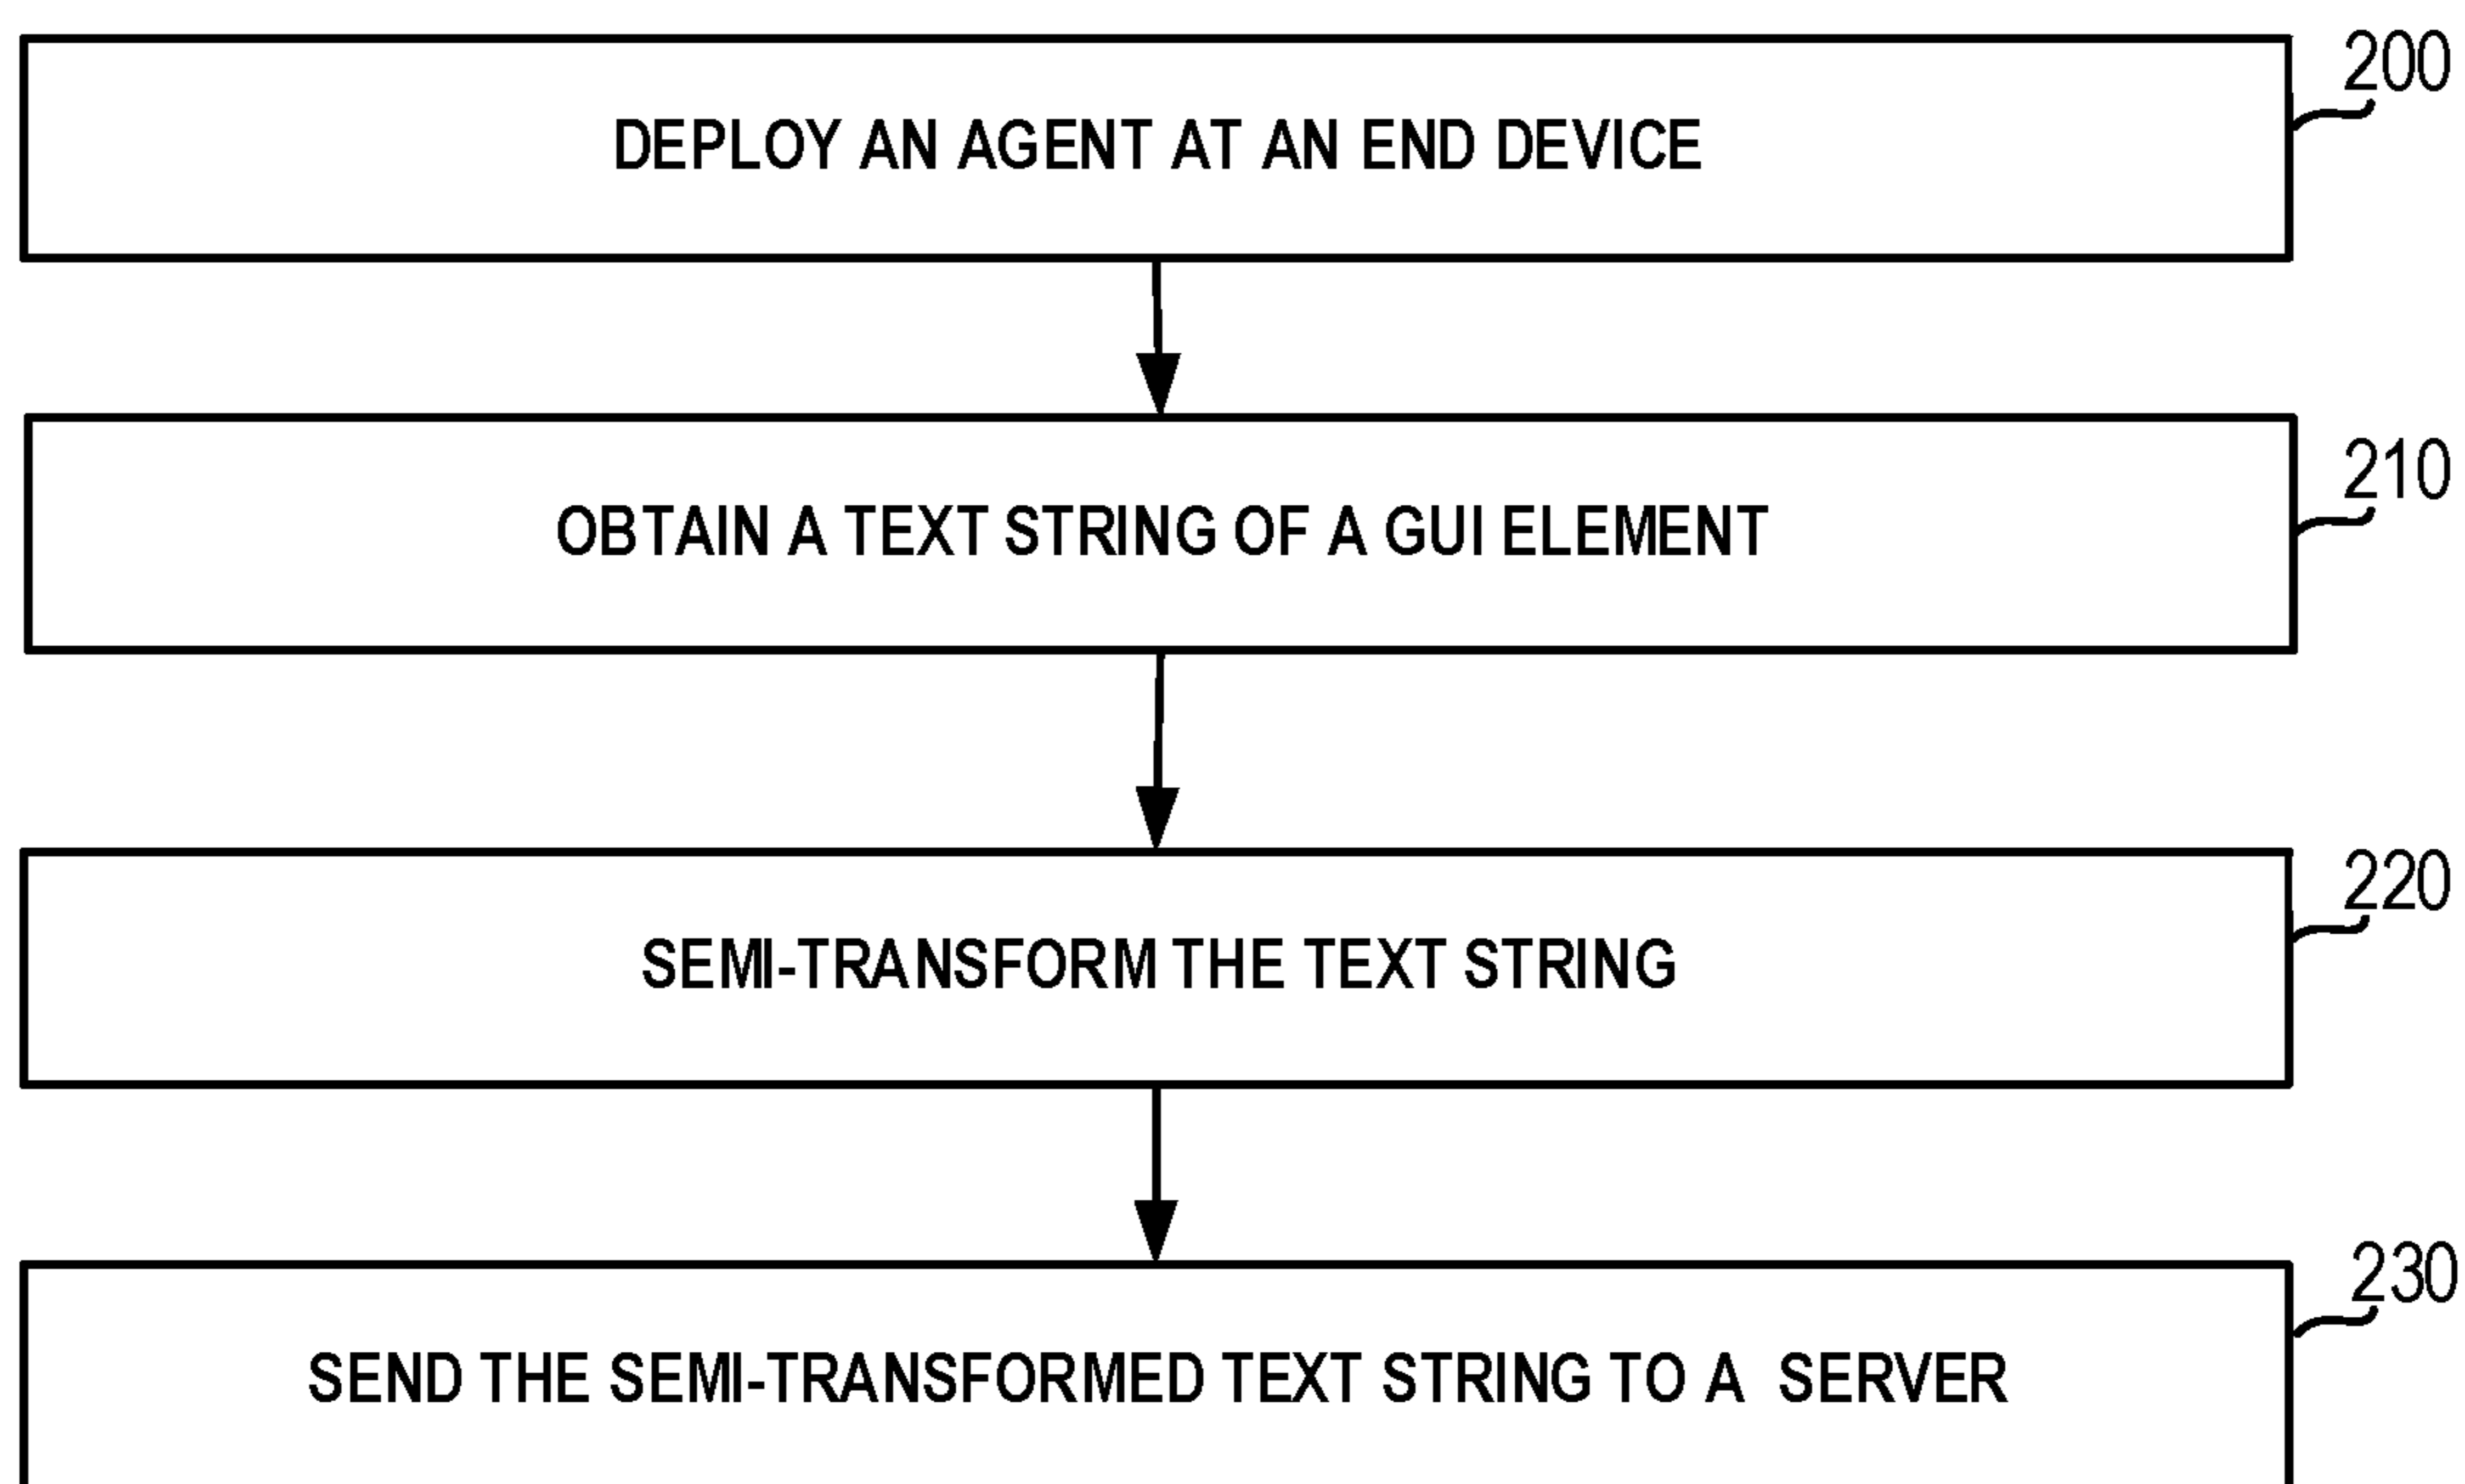 200
DEPLOY AN AGENT AT AN END DEVICE
210
OBTAIN A TEXT STRING OF A GUI ELEMENT
220
SEMI-TRANSFORM THE TEXT STRING
230
SEND THE SEMI-TRANSFORMED TEXT STRING TO A SERVER